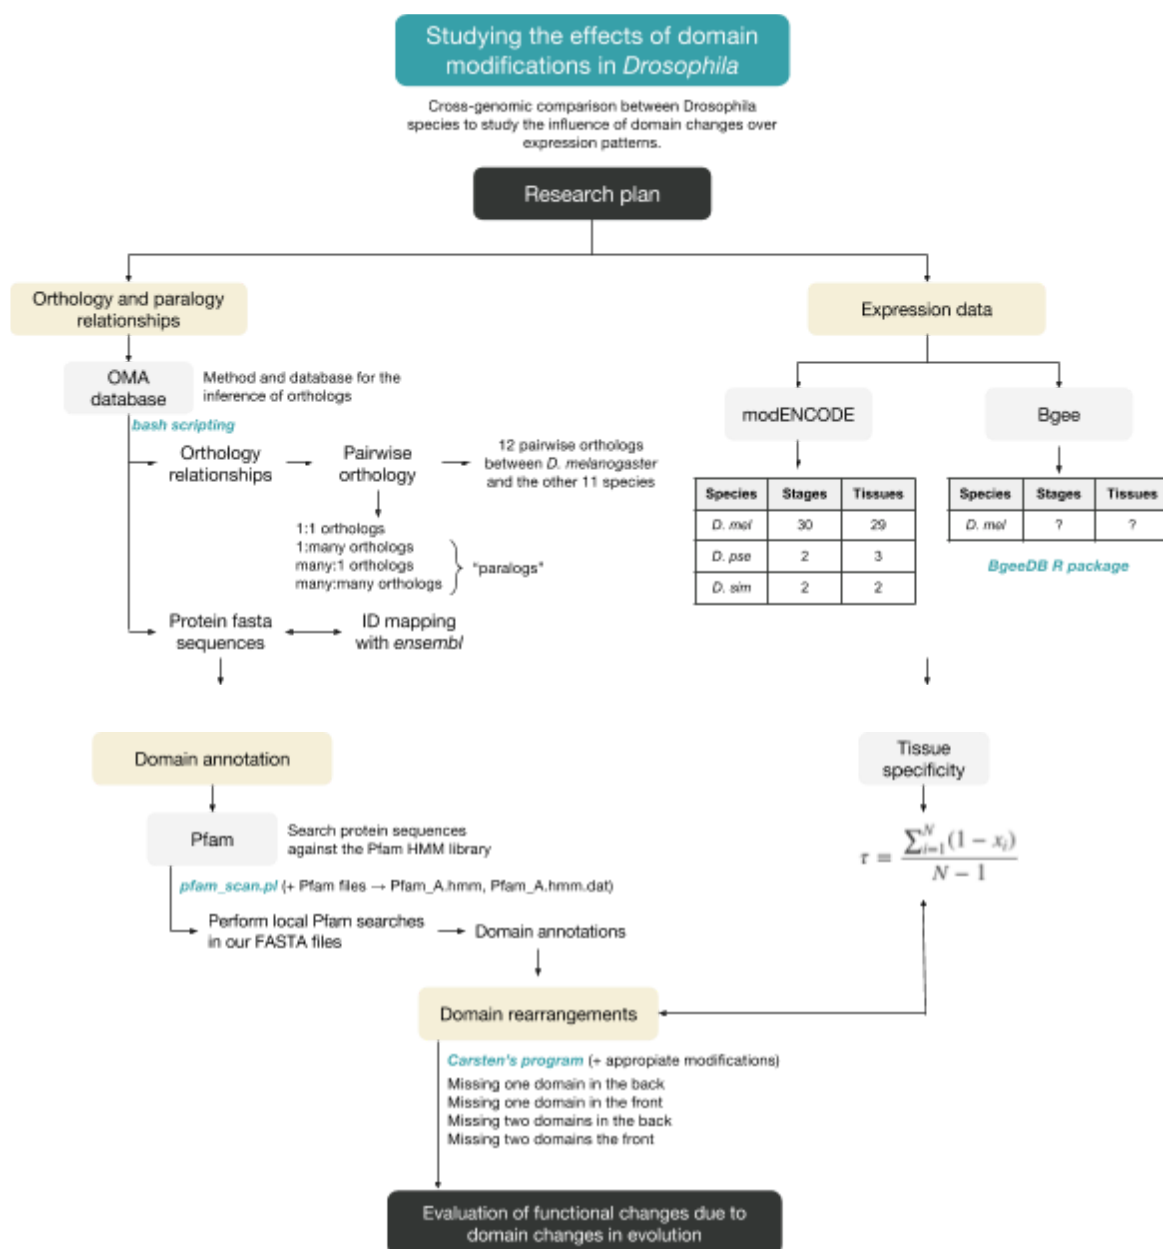 Studying the effects of domain
modifications in Drosophila
Cross-genomic comparison between Drosophila
species to study the influence of domain changes over
expression patterns.
Research plan
Orthology and paralogy
relationships
Expression data
OMA
database
Method and database for the
inference of orthologs
bash scripting
Orthology
relationships
Pairwise
orthology
12 pairwise orthologs
between D. melanogaster
and the other 11 species
1:1 orthologs
1:many orthologs
many:1 orthologs
many:many orthologs
"paralogs"
Protein fasta
sequences
ID mapping
with ensembl
modENCODE
Bgee
Species Stages Tissues
D. mel 30 29
D. pse 2 3
D. sim 2 2
Species Stages Tissues
D. mel ? ?
BgeeDB R package
Domain annotation
Tissue
specificity
Pfam
Search protein sequences
against the Pfam HMM library
τ = \frac{\sum_{i=1}^{N}(1 - x_i)}{N - 1}
pfam_scan.pl (+ Pfam files → Pfam_A.hmm, Pfam_A.hmm.dat)
Perform local Pfam searches
in our FASTA files
Domain annotations
Domain rearrangements
Carsten's program (+ appropiate modifications)
Missing one domain in the back
Missing one domain in the front
Missing two domains in the back
Missing two domains the front
Evaluation of functional changes due to
domain changes in evolution